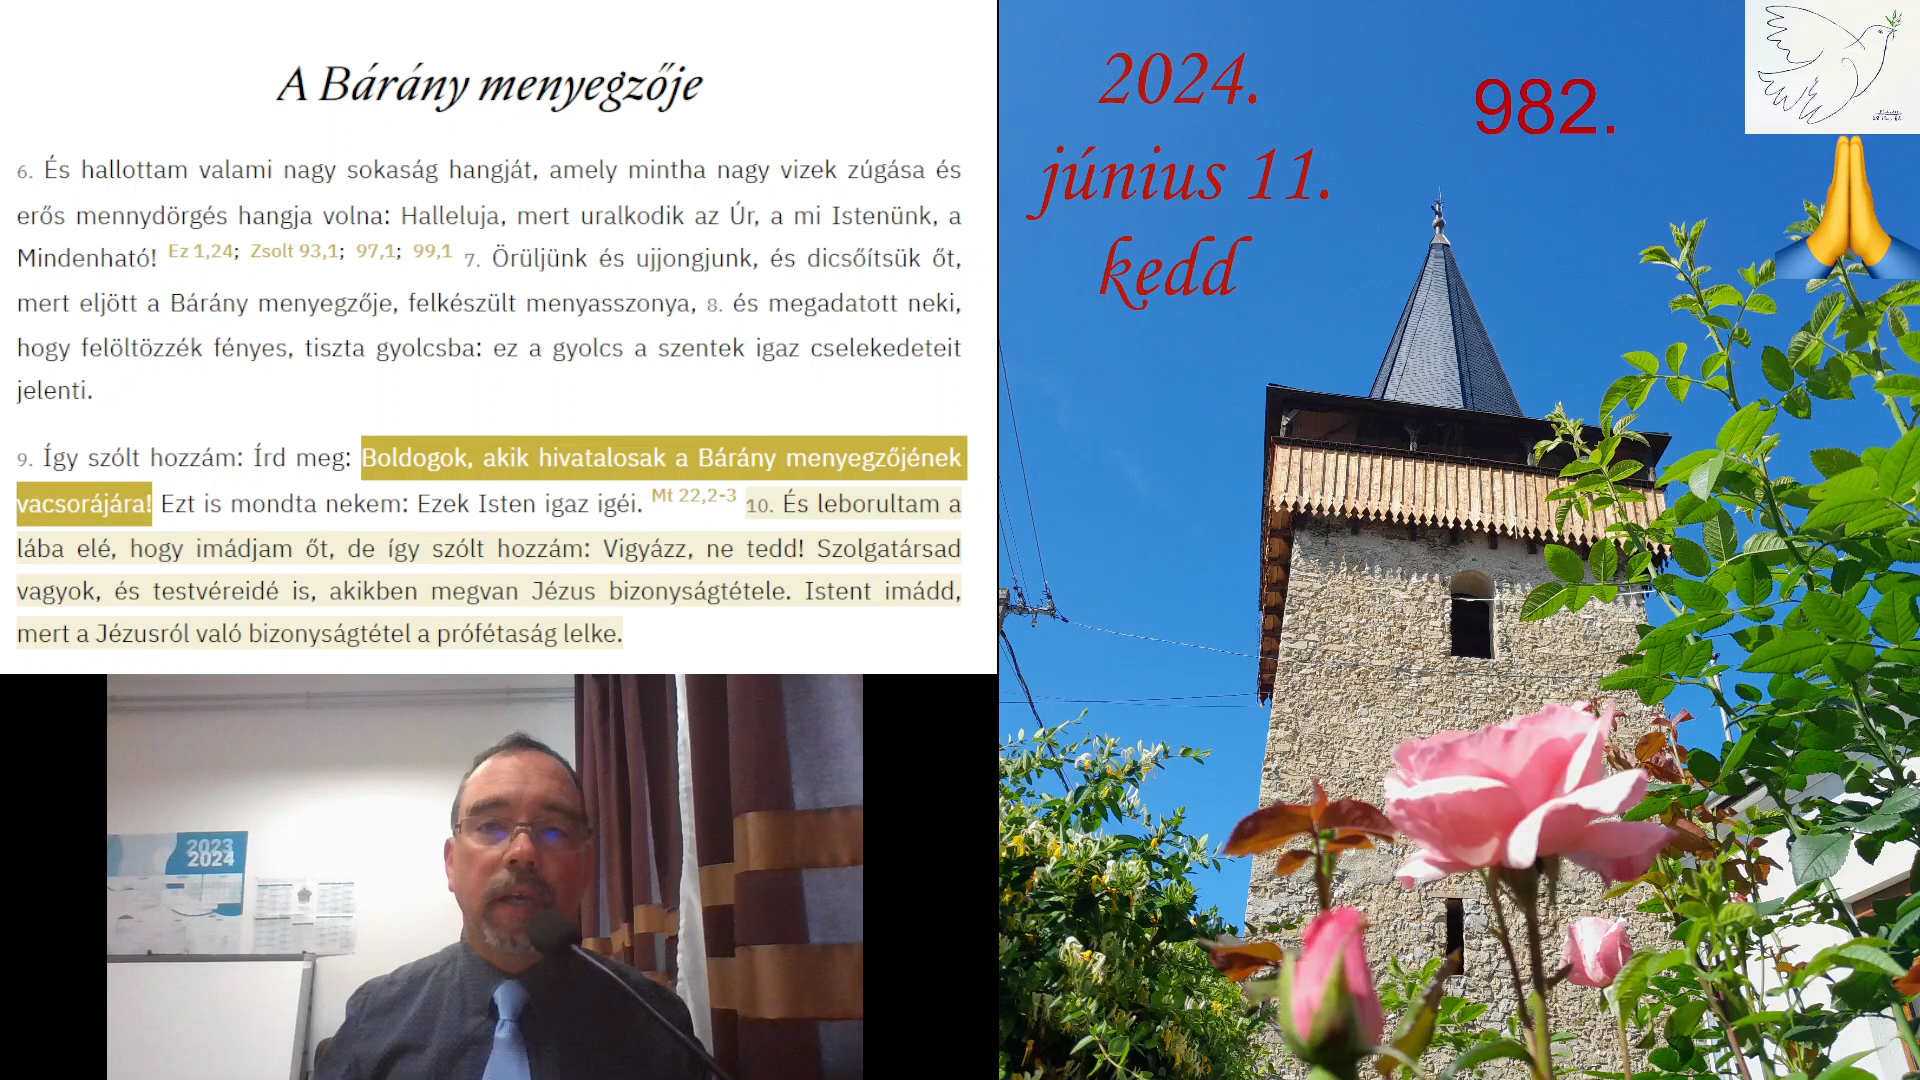 A Bárány menyegzője
6. És hallottam valami nagy sokaság hangját, amely mintha nagy vizek zúgása és
erős mennydörgés hangja volna: Halleluja, mert uralkodik az Úr, a mi Istenünk, a
Mindenható! Ez 1,24; Zsolt 93,1; 97,1; 99,1 7. Örüljünk és ujjongjunk, és dicsőítsük őt,
mert eljött a Bárány menyegzője, felkészült menyasszonya, 8. és megadatott neki,
hogy felöltözzék fényes, tiszta gyolcsba: ez a gyolcs a szentek igaz cselekedeteit
jelenti.
9. Így szólt hozzám: Írd meg: Boldogok, akik hivatalosak a Bárány menyegzőjének
vacsorájára! Ezt is mondta nekem: Ezek Isten igaz igéi. Mt 22,2-3 10. És leborultam a
lába elé, hogy imádjam őt, de így szólt hozzám: Vigyázz, ne tedd! Szolgatársad
vagyok, és testvéreidé is, akikben megvan Jézus bizonyságtétele. Istent imádd,
mert a Jézusról való bizonyságtétel a prófétaság lelke.
2023
2024
2024.
június 11.
kedd
982.